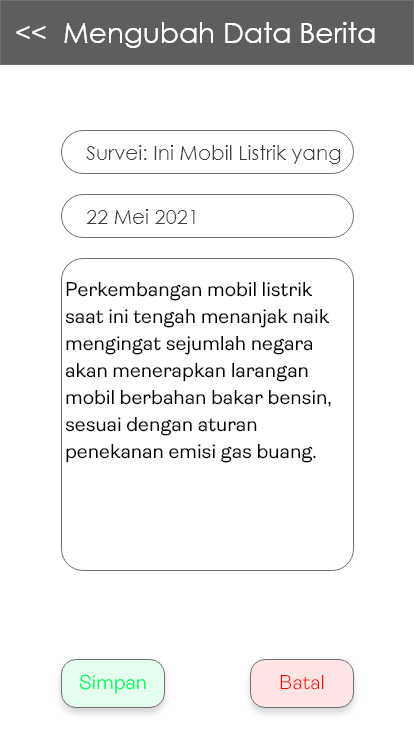 << Mengubah Data Berita
Survei: Ini Mobil Listrik yang
22 Mei 2021
Perkembangan mobil listrik
saat ini tengah menanjak naik
mengingat sejumlah negara
akan menerapkan larangan
mobil berbahan bakar bensin,
sesuai dengan aturan
penekanan emisi gas buang.
Simpan
Batal